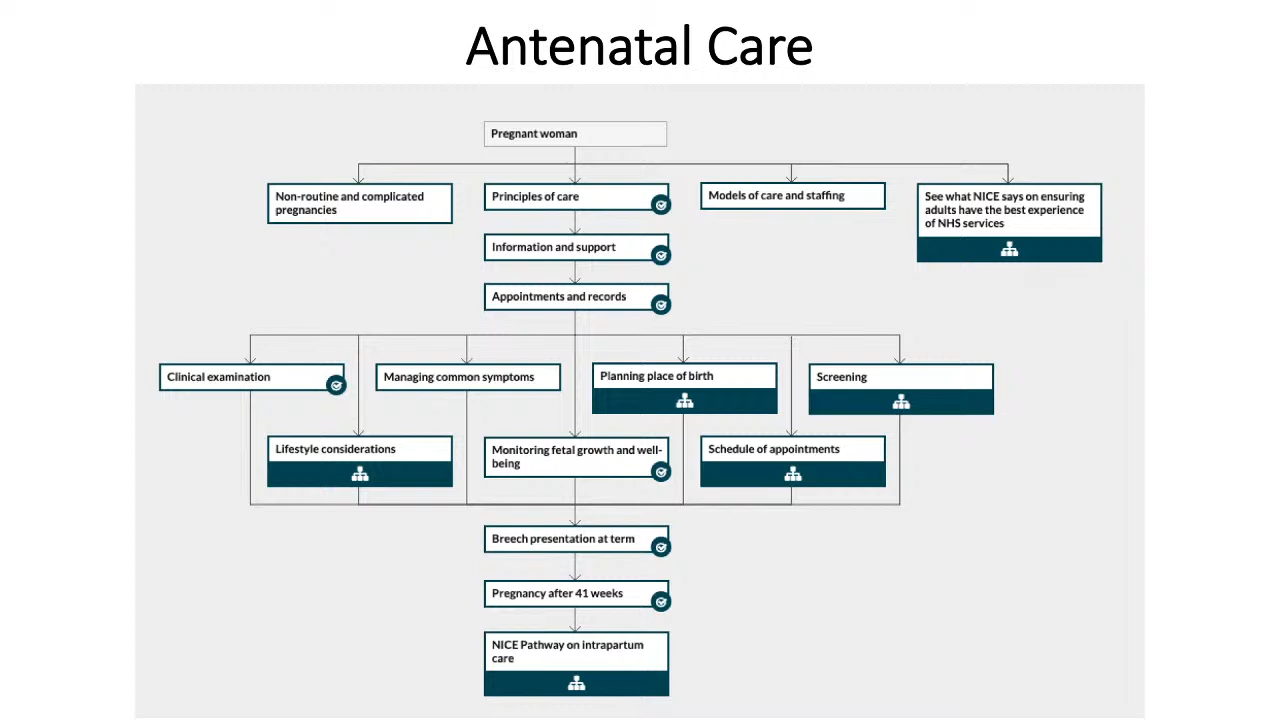 Antenatal Care
Pregnant woman
Non-routine and complicated
pregnancies
Principles of care
Models of care and staffing
See what NICE says on ensuring
adults have the best experience
of NHS services
Information and support
Appointments and records
Clinical examination
Managing common symptoms
Planning place of birth
Screening
Lifestyle considerations
Monitoring fetal growth and well-
being
Schedule of appointments
Breech presentation at term
Pregnancy after 41 weeks
NICE Pathway on intrapartum
care